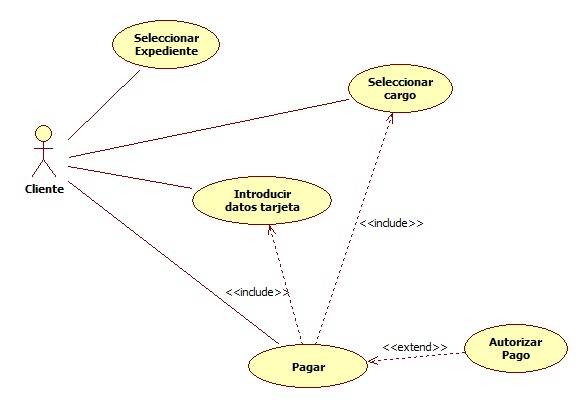 Seleccionar
Expediente
Seleccionar
cargo
Cliente
Introducir
datos tarjeta
<<include>>
<<include>>
Pagar
<<extend>>
Autorizar
Pago